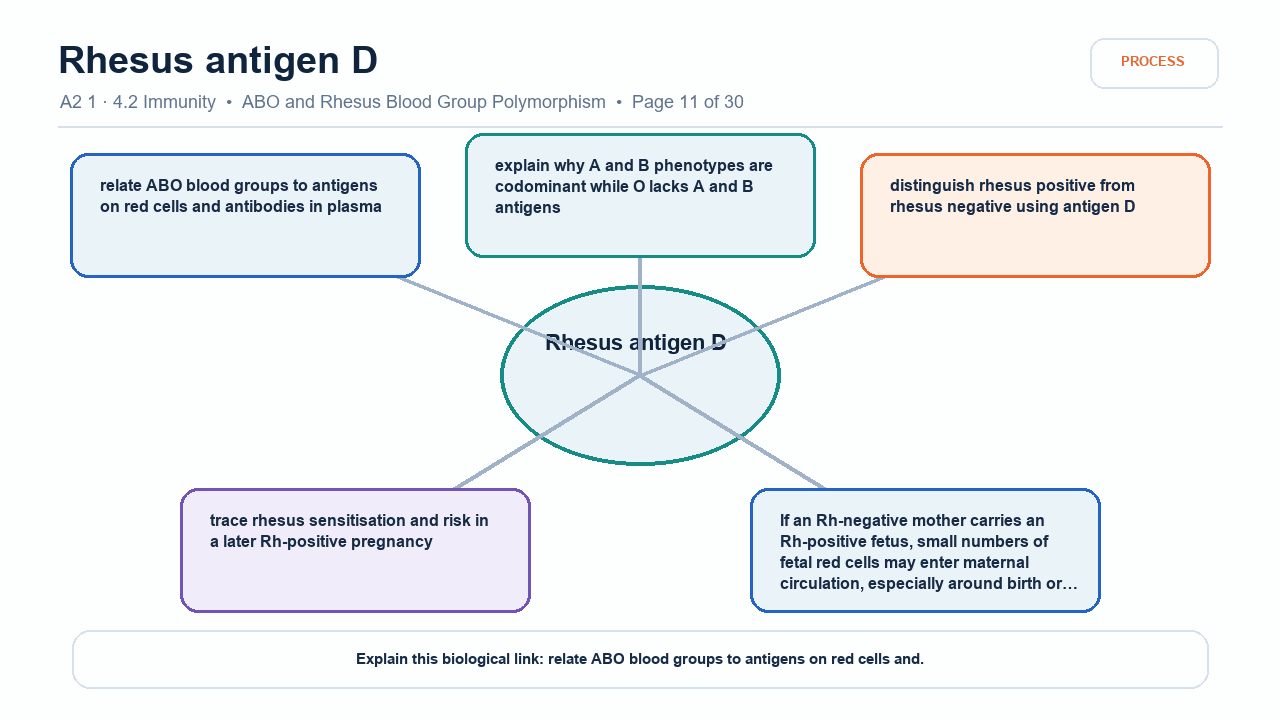 Rhesus antigen D
PROCESS
A2 1 · 4.2 Immunity • ABO and Rhesus Blood Group Polymorphism • Page 11 of 30
relate ABO blood groups to antigens
on red cells and antibodies in plasma
explain why A and B phenotypes are
codominant while O lacks A and B
antigens
distinguish rhesus positive from
rhesus negative using antigen D
Rhesus antigen D
trace rhesus sensitisation and risk in
a later Rh-positive pregnancy
If an Rh-negative mother carries an
Rh-positive fetus, small numbers of
fetal red cells may enter maternal
circulation, especially around birth or…
Explain this biological link: relate ABO blood groups to antigens on red cells and.